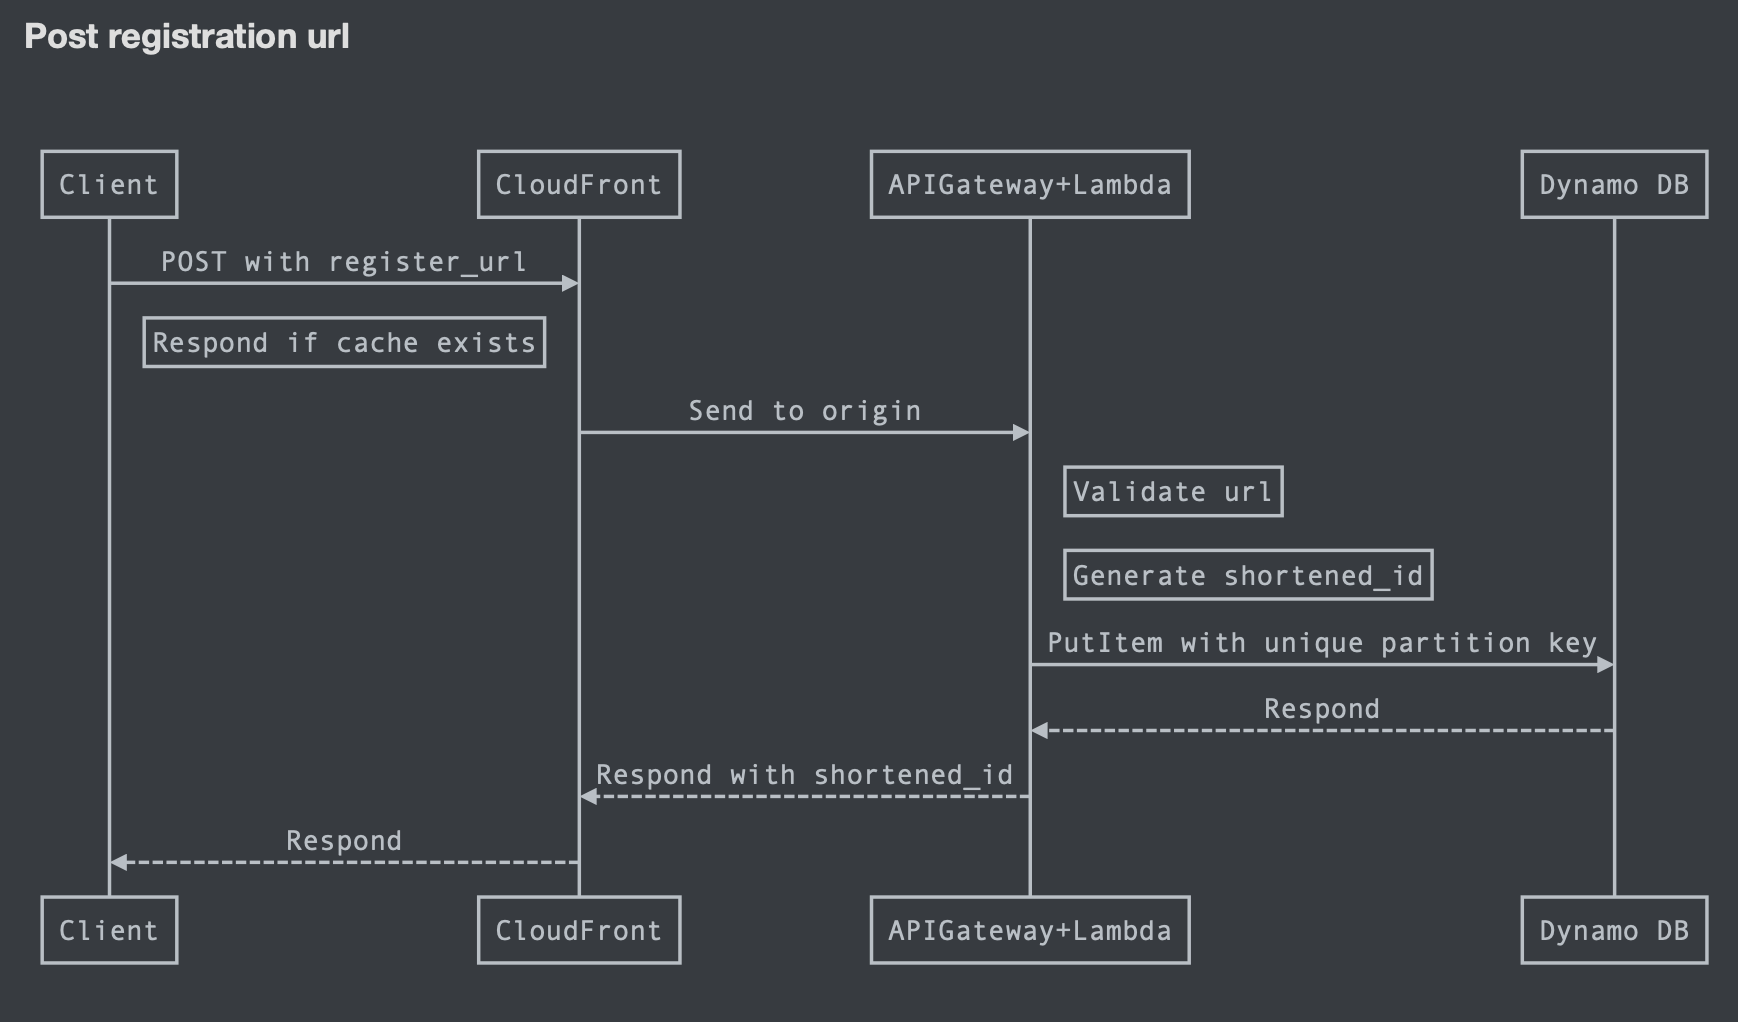 Post registration url
Client
CloudFront
APIGateway+Lambda
Dynamo DB
POST with register_url
Respond if cache exists
Send to origin
Validate url
Generate shortened_id
PutItem with unique partition key
Respond
Respond with shortened_id
Respond
Client
CloudFront
APIGateway+Lambda
Dynamo DB